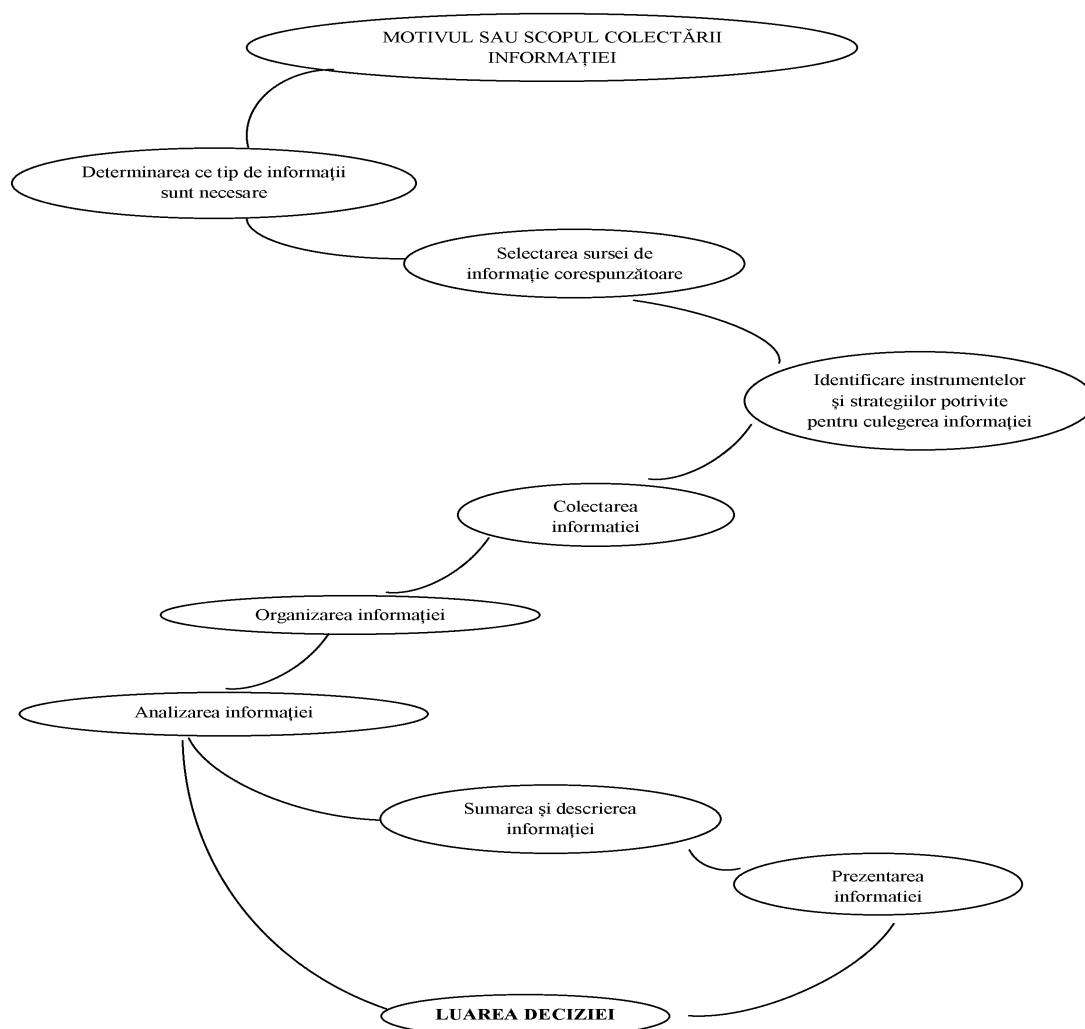 MOTIVUL SAU SCOPUL COLECTĂRII
INFORMAȚIEI
Determinarea ce tip de informații
sunt necesare
Selectarea sursei de
informație corespunzătoare
Identificare instrumentelor
și strategiilor potrivite
pentru culegerea informației
Colectarea
informatiei
Organizarea informației
Analizarea informației
Sumarea și descrierea
informației
Prezentarea
informatiei
LUAREA DECIZIEI